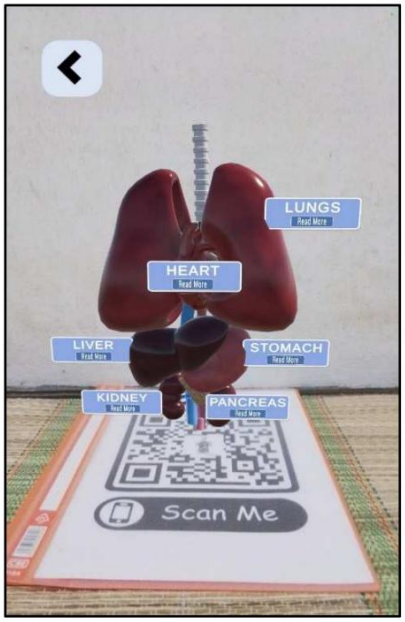 LUNGS
Read More
HEART
Read More
LIVER
Read More
STOMACH
Read More
KIDNEY
Read More
PANCREAS
Read More
Scan Me